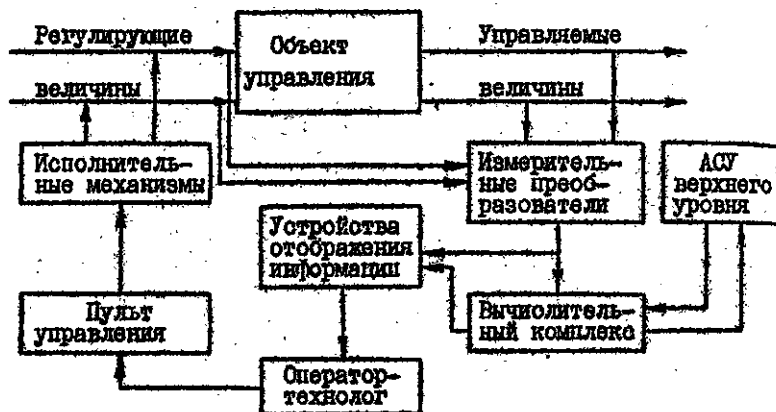 Регулирующие
величины
Объект
управления
Управляемые
величины
Исполнитель-
ные механизмы
Измеритель-
ные преоб-
разователи
АСУ
верхнего
уровня
Устройства
отображения
информации
Пульт
управления
Вычислитель-
ный комплекс
Оператор-
технолог